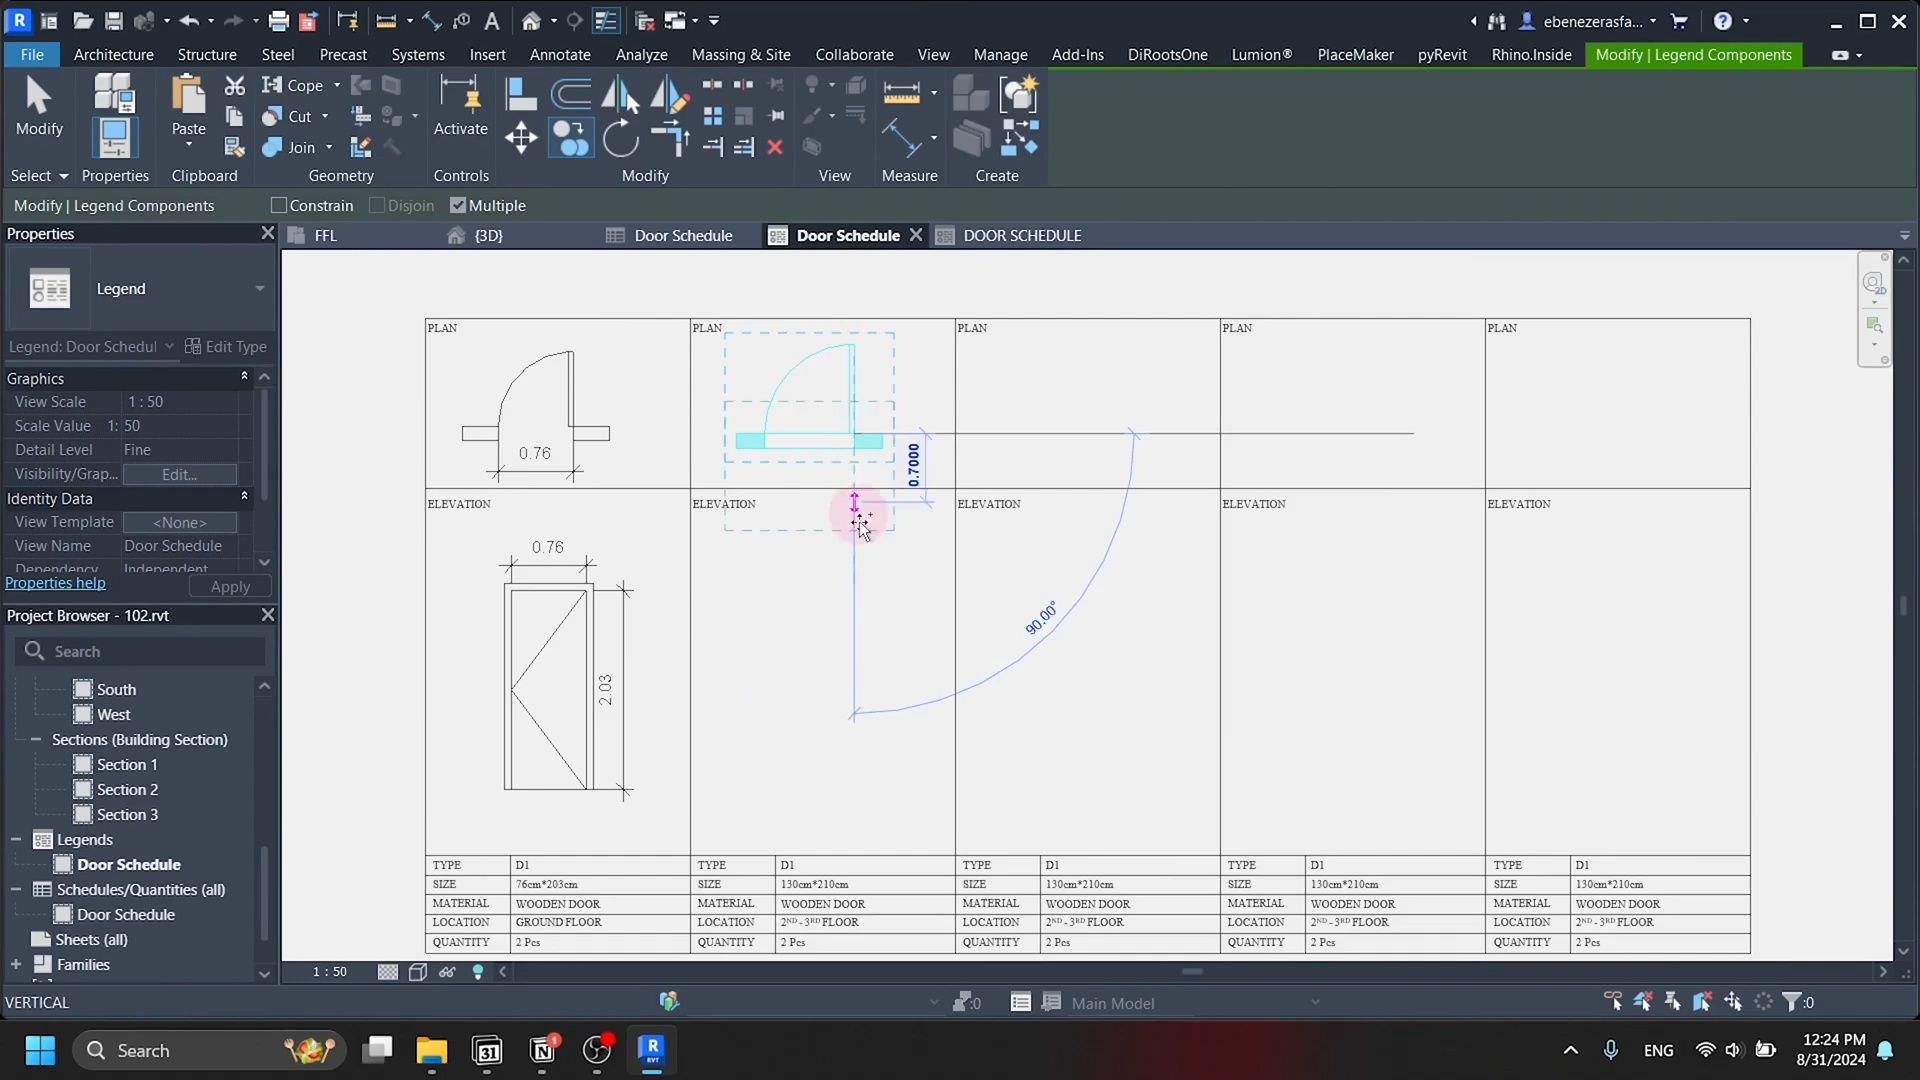 R ebenezerasfa...
File Architecture Structure Steel Precast Systems Insert Annotate Analyze Massing & Site Collaborate View Manage Add-Ins DiRootsOne Lumion® PlaceMaker pyRevit Rhino.Inside Modify | Legend Components
Cope
Modify Paste Cut Activate
Join
Select Properties Clipboard Geometry Controls Modify View Measure Create
Modify | Legend Components Constrain Disjoin Multiple
Properties FFL {3D} Door Schedule Door Schedule DOOR SCHEDULE
Legend
Legend: Door Schedul Edit Type
Graphics
View Scale 1 : 50
Scale Value 1: 50
Detail Level Fine
Visibility/Grap... Edit...
Identity Data
View Template <None>
View Name Door Schedule
Dependency Independent
Properties help Apply
Project Browser - 102.rvt
Search
South
West
Sections (Building Section)
Section 1
Section 2
Section 3
Legends
Door Schedule
Schedules/Quantities (all)
Door Schedule
Sheets (all)
Families
PLAN PLAN PLAN PLAN PLAN
0.76
0.7000
ELEVATION ELEVATION ELEVATION ELEVATION ELEVATION
0.76
2.03
90.00°
TYPE D1 TYPE D1 TYPE D1 TYPE D1 TYPE D1
SIZE 76cm*203cm SIZE 130cm*210cm SIZE 130cm*210cm SIZE 130cm*210cm SIZE 130cm*210cm
MATERIAL WOODEN DOOR MATERIAL WOODEN DOOR MATERIAL WOODEN DOOR MATERIAL WOODEN DOOR MATERIAL WOODEN DOOR
LOCATION GROUND FLOOR LOCATION 2ND - 3RD FLOOR LOCATION 2ND - 3RD FLOOR LOCATION 2ND - 3RD FLOOR LOCATION 2ND - 3RD FLOOR
QUANTITY 2 Pcs QUANTITY 2 Pcs QUANTITY 2 Pcs QUANTITY 2 Pcs QUANTITY 2 Pcs
1 : 50
VERTICAL :0 Main Model :0
Search 31 N 1 R RVT ENG 12:24 PM
8/31/2024